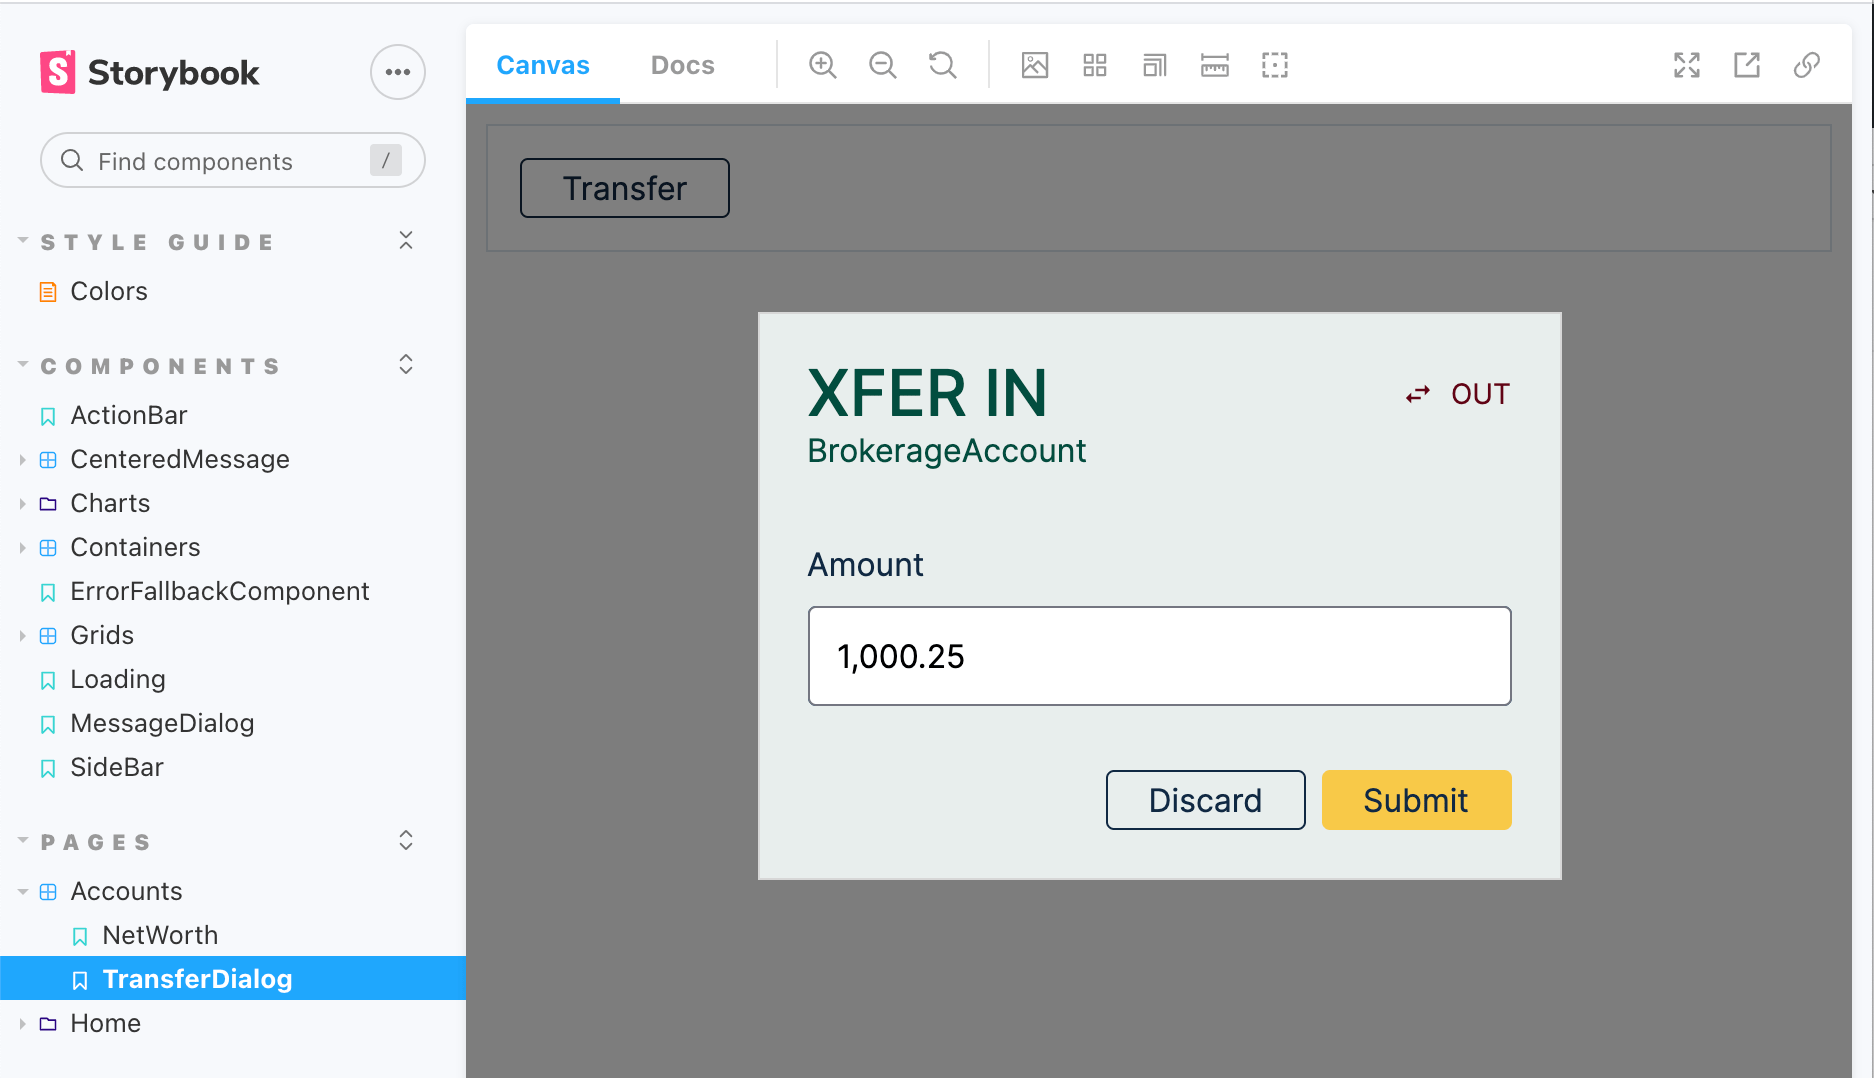 Storybook
Find components /
STYLE GUIDE
Colors
COMPONENTS
ActionBar
CenteredMessage
Charts
Containers
ErrorFallbackComponent
Grids
Loading
MessageDialog
SideBar
PAGES
Accounts
NetWorth
TransferDialog
Home
Canvas Docs
Transfer
XFER IN
OUT
BrokerageAccount
Amount
1,000.25
Discard Submit